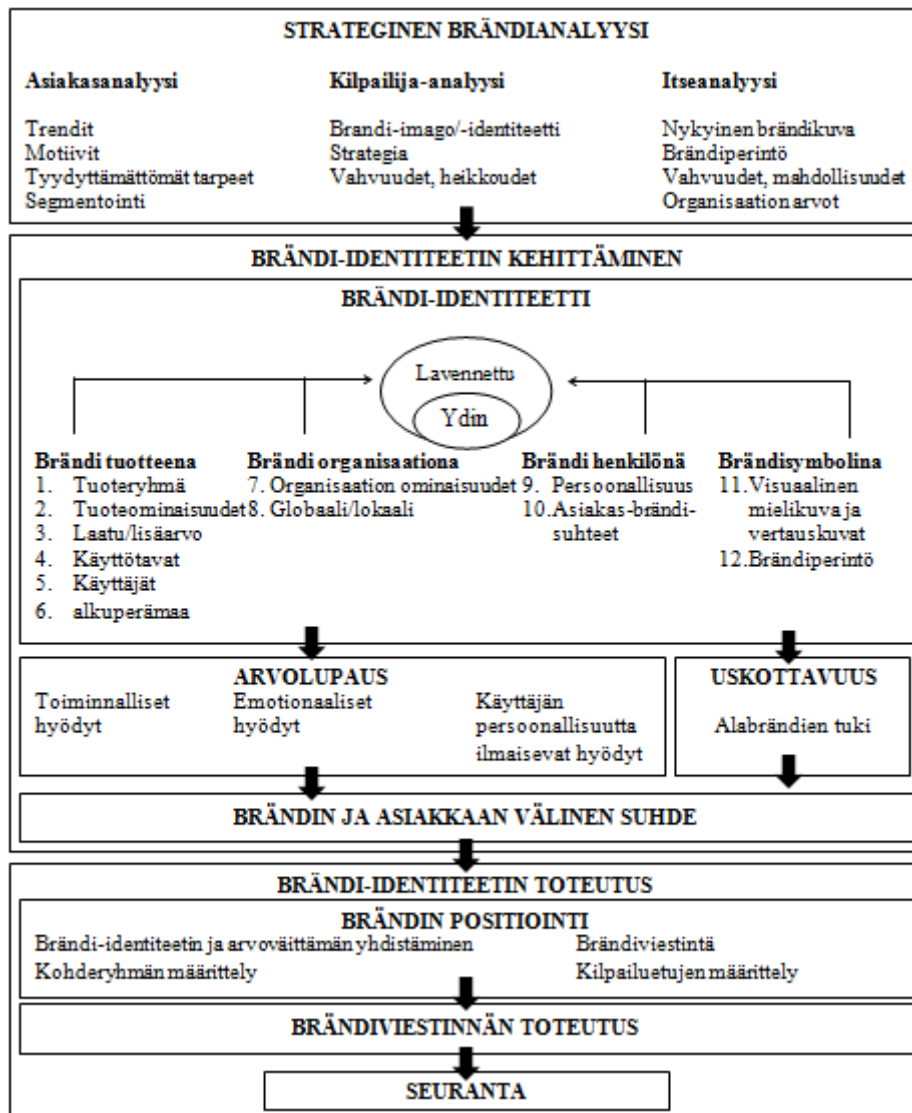 STRATEGINEN BRÄNDIANALYYSI
Asiakasanalyysi
Trendit
Motiivit
Tyydyttämättömät tarpeet
Segmentointi
Kilpailija-analyysi
Brandi-imago/-identiteetti
Strategia
Vahvuudet, heikkoudet
Itseanalyysi
Nykyinen brändikuva
Brändiperintö
Vahvuudet, mahdollisuudet
Organisaation arvot
BRÄNDI-IDENTITEETIN KEHITTÄMINEN
BRÄNDI-IDENTITEETTI
Lavennettu
Ydin
Brändi tuotteena
1. Tuoteryhmä
2. Tuoteominaisuudet
3. Laatu/lisäarvo
4. Käyttötavat
5. Käyttäjät
6. alkuperämaa
Brändi organisaationa
7. Organisaation ominaisuudet
8. Globaali/lokaali
Brändi henkilönä
9. Persoonallisuus
10. Asiakas-brändi-
suhteet
Brändisymbolina
11. Visuaalinen
mielikuva ja
vertauskuvat
12. Brändiperintö
ARVOLUPAUS
Toiminnalliset
hyödyt
Emotionaaliset
hyödyt
Käyttäjän
persoonallisuutta
ilmaisevat hyödyt
USKOTTAVUUS
Alabrändien tuki
BRÄNDIN JA ASIAKKAAN VÄLINEN SUHDE
BRÄNDI-IDENTITEETIN TOTEUTUS
BRÄNDIN POSITIOINTI
Brändi-identiteetin ja arvoväittämän yhdistäminen
Kohderyhmän määrittely
Brändiviestintä
Kilpailuetujen määrittely
BRÄNDIVIESTINNÄN TOTEUTUS
SEURANTA